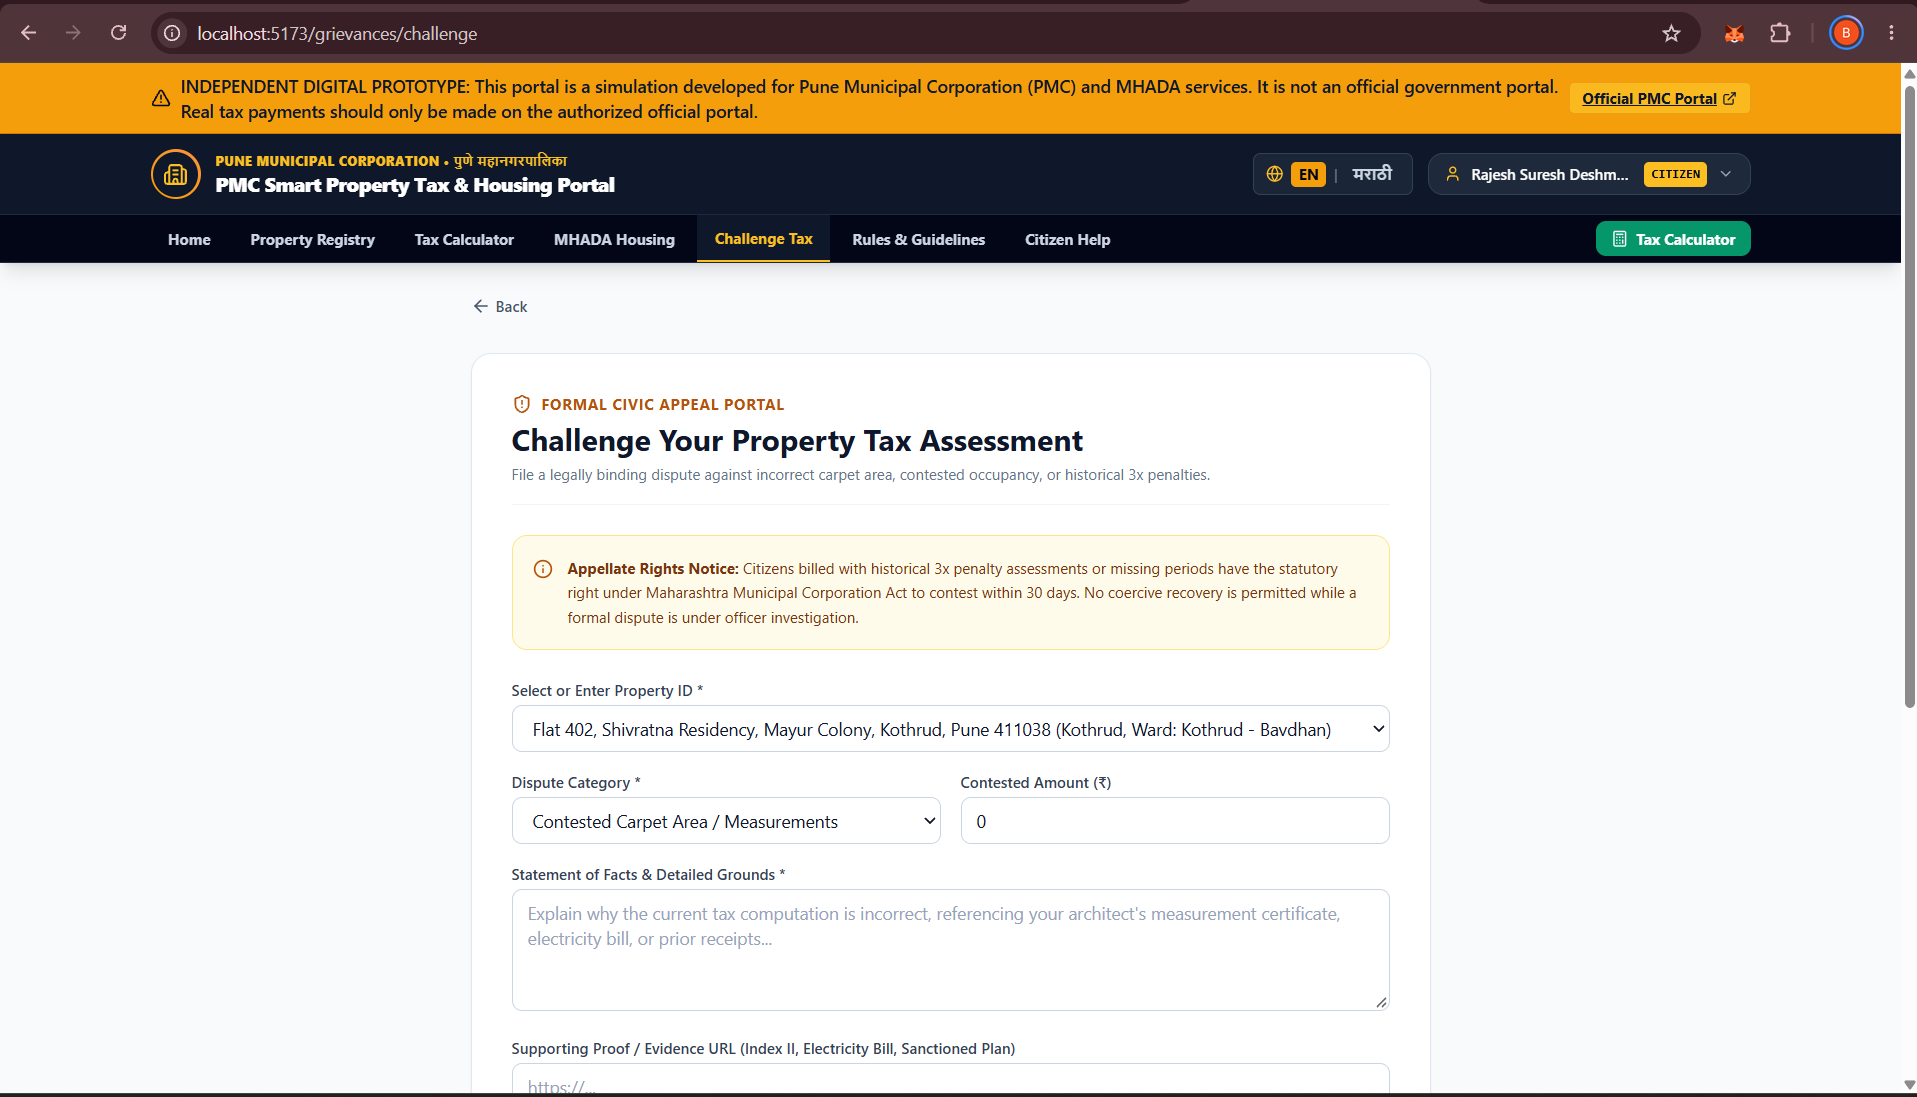 localhost:5173/grievances/challenge
B
INDEPENDENT DIGITAL PROTOTYPE: This portal is a simulation developed for Pune Municipal Corporation (PMC) and MHADA services. It is not an official government portal.
Real tax payments should only be made on the authorized official portal.
Official PMC Portal
PUNE MUNICIPAL CORPORATION • पुणे महानगरपालिका
PMC Smart Property Tax & Housing Portal
EN | मराठी
Rajesh Suresh Deshm... CITIZEN
Home Property Registry Tax Calculator MHADA Housing Challenge Tax Rules & Guidelines Citizen Help Tax Calculator
Back
FORMAL CIVIC APPEAL PORTAL
Challenge Your Property Tax Assessment
File a legally binding dispute against incorrect carpet area, contested occupancy, or historical 3x penalties.
Appellate Rights Notice: Citizens billed with historical 3x penalty assessments or missing periods have the statutory
right under Maharashtra Municipal Corporation Act to contest within 30 days. No coercive recovery is permitted while a
formal dispute is under officer investigation.
Select or Enter Property ID *
Flat 402, Shivratna Residency, Mayur Colony, Kothrud, Pune 411038 (Kothrud, Ward: Kothrud - Bavdhan)
Dispute Category * Contested Amount (₹)
Contested Carpet Area / Measurements 0
Statement of Facts & Detailed Grounds *
Explain why the current tax computation is incorrect, referencing your architect's measurement certificate,
electricity bill, or prior receipts...
Supporting Proof / Evidence URL (Index II, Electricity Bill, Sanctioned Plan)
https://...